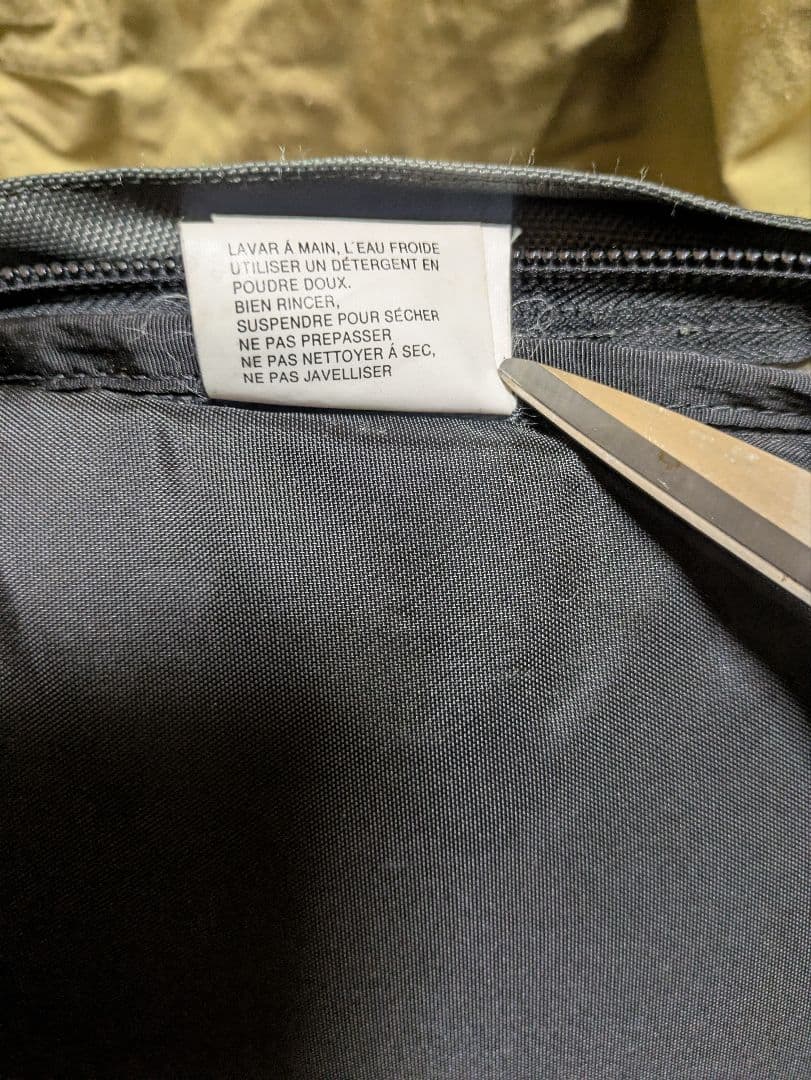 LAVAR Á MAIN, L'EAU FROIDE
UTILISER UN DÉTERGENT EN
POUDRE DOUX.
BIEN RINCER,
SUSPENDRE POUR SÉCHER
NE PAS PREPASSER
NE PAS NETTOYER Á SEC,
NE PAS JAVELLISER